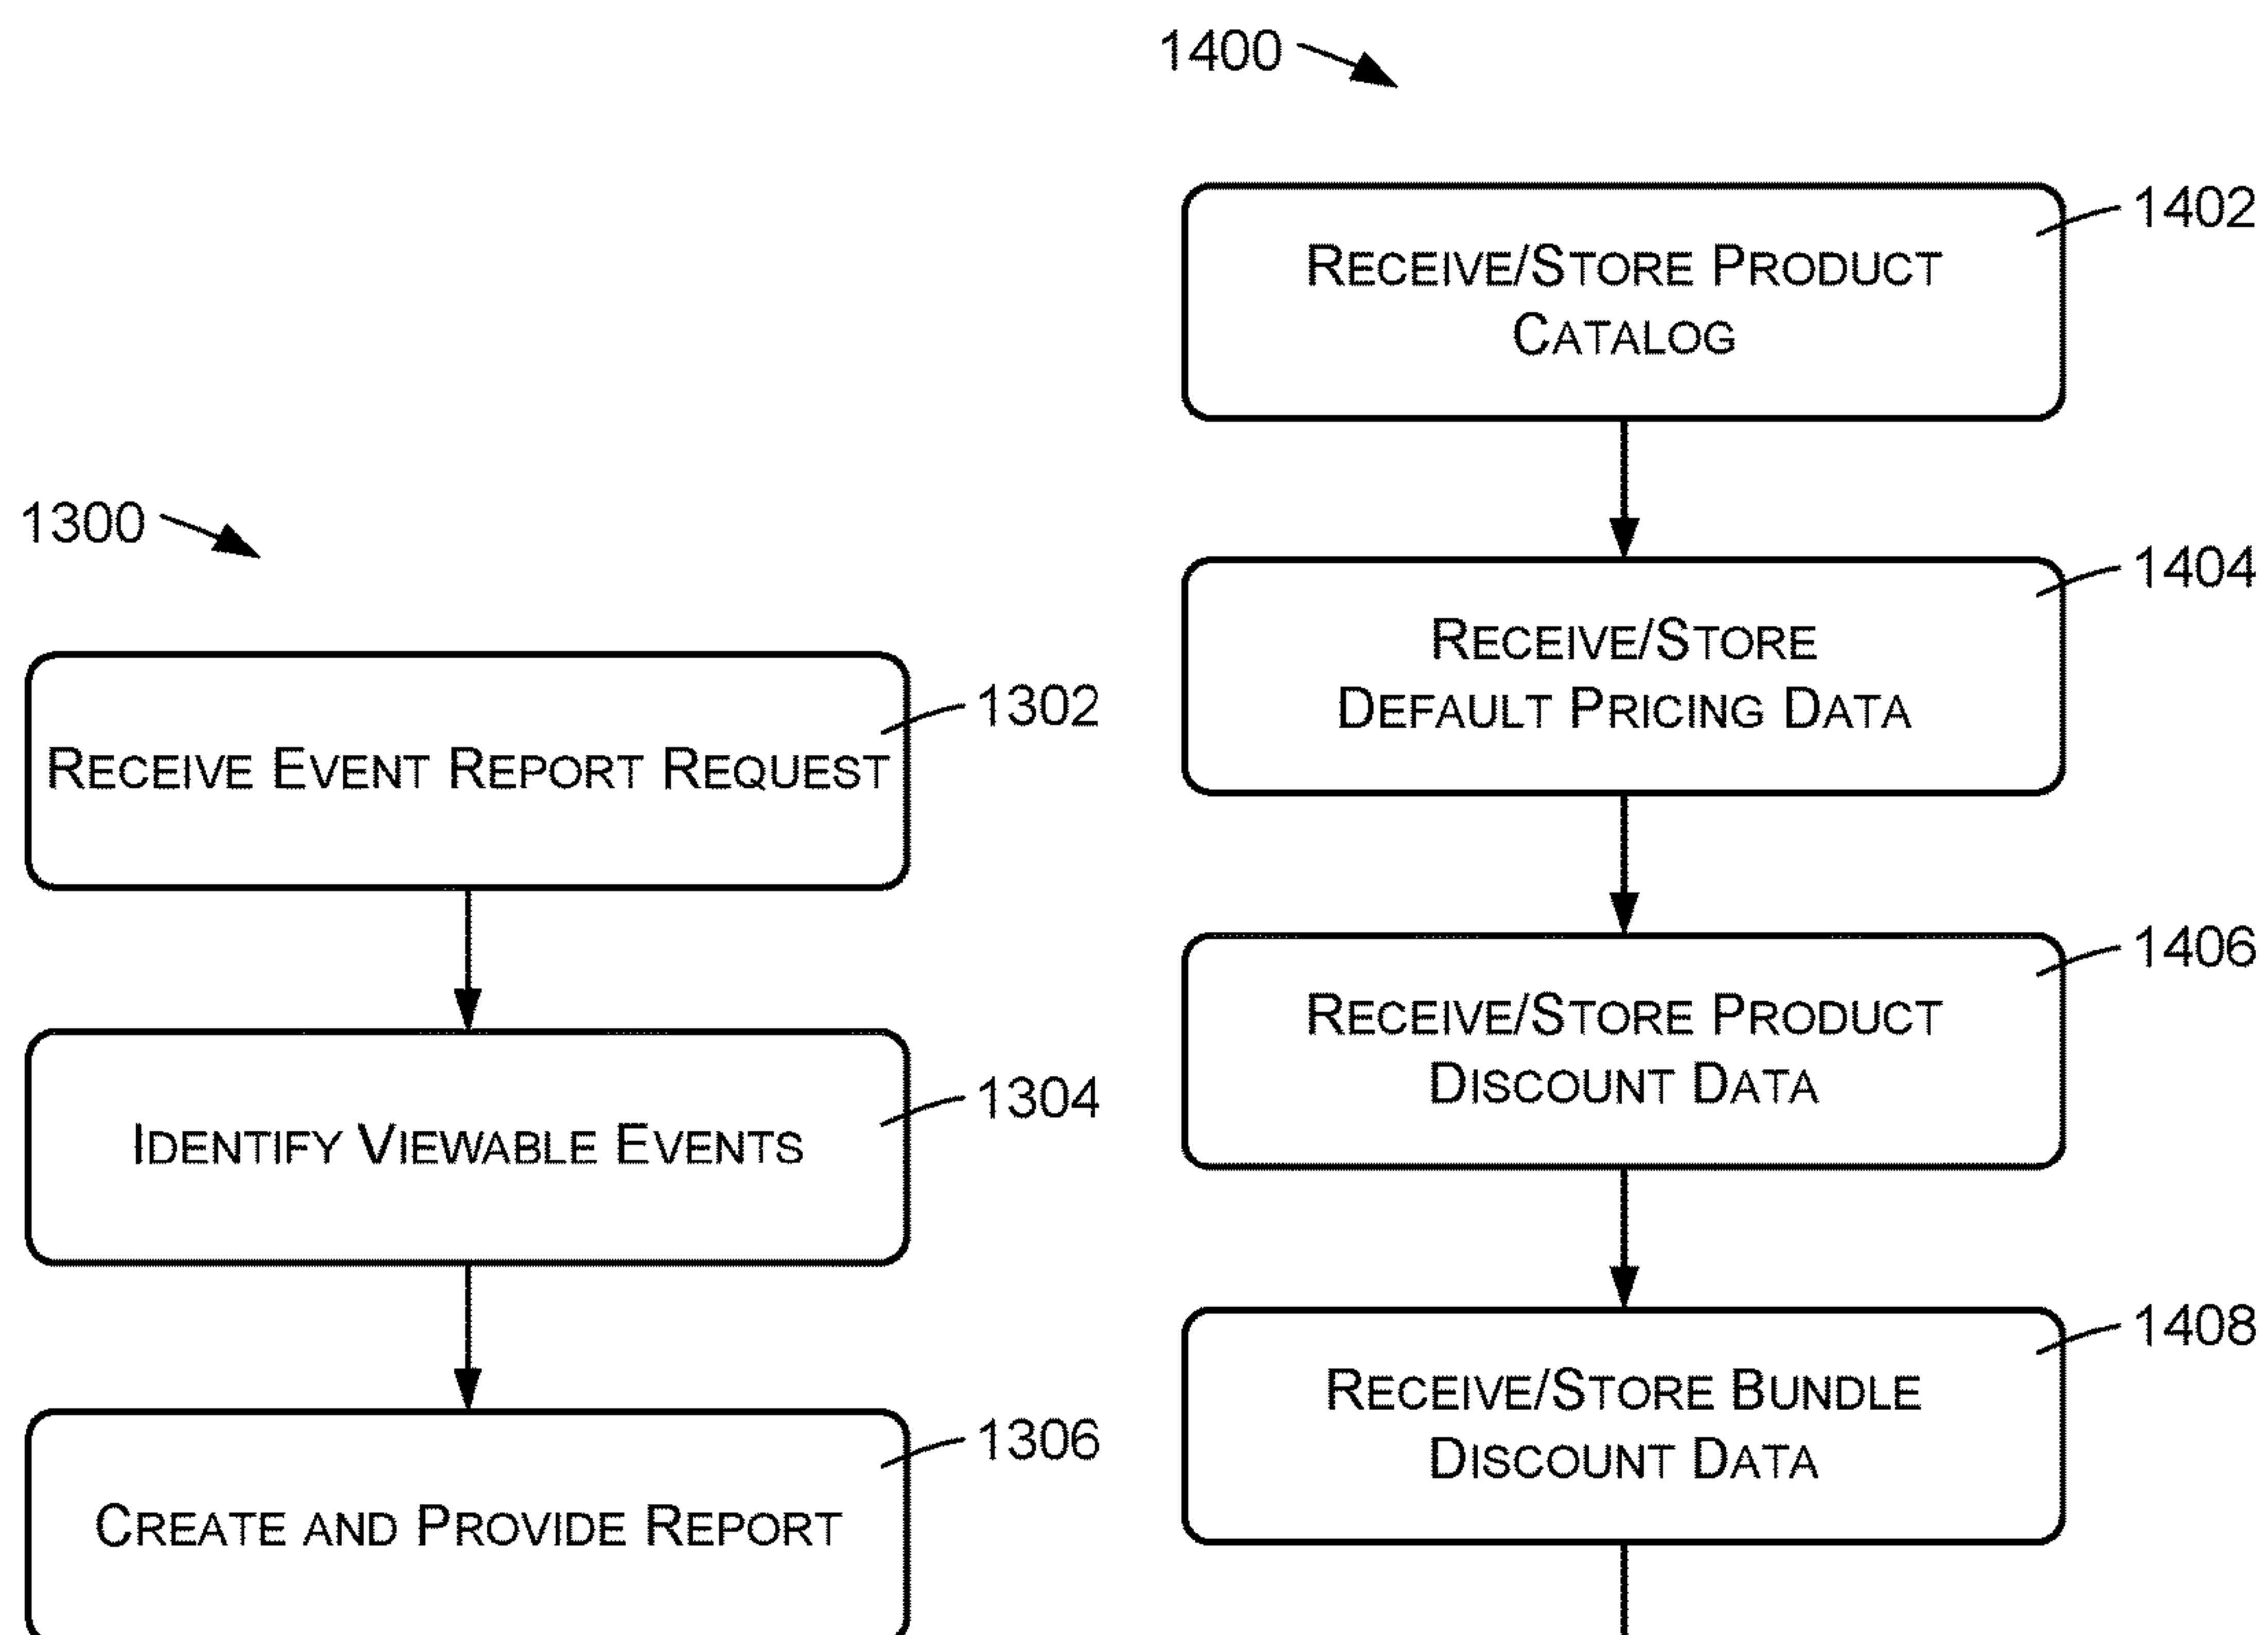 1300
1302
RECEIVE EVENT REPORT REQUEST
1304
IDENTIFY VIEWABLE EVENTS
1306
CREATE AND PROVIDE REPORT
1400
1402
RECEIVE/STORE PRODUCT
CATALOG
1404
RECEIVE/STORE
DEFAULT PRICING DATA
1406
RECEIVE/STORE PRODUCT
DISCOUNT DATA
1408
RECEIVE/STORE BUNDLE
DISCOUNT DATA